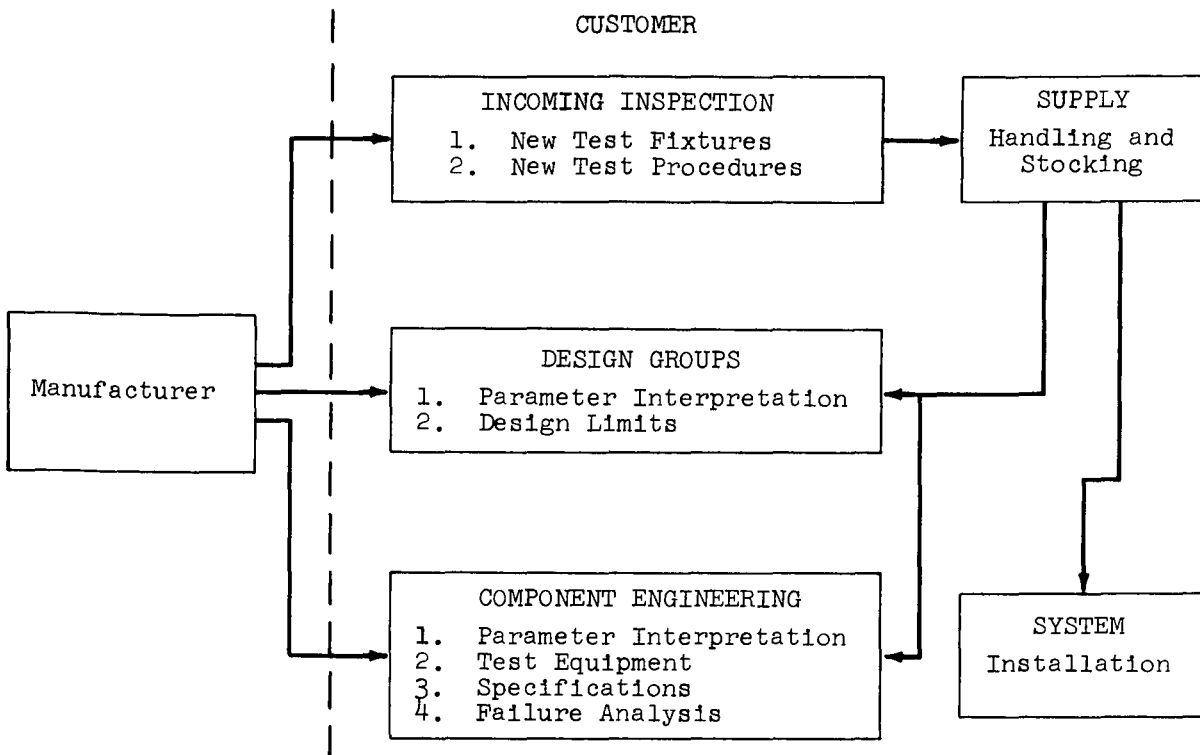 CUSTOMER
INCOMING INSPECTION
1. New Test Fixtures
2. New Test Procedures
SUPPLY
Handling and
Stocking
Manufacturer
DESIGN GROUPS
1. Parameter Interpretation
2. Design Limits
COMPONENT ENGINEERING
1. Parameter Interpretation
2. Test Equipment
3. Specifications
4. Failure Analysis
SYSTEM
Installation